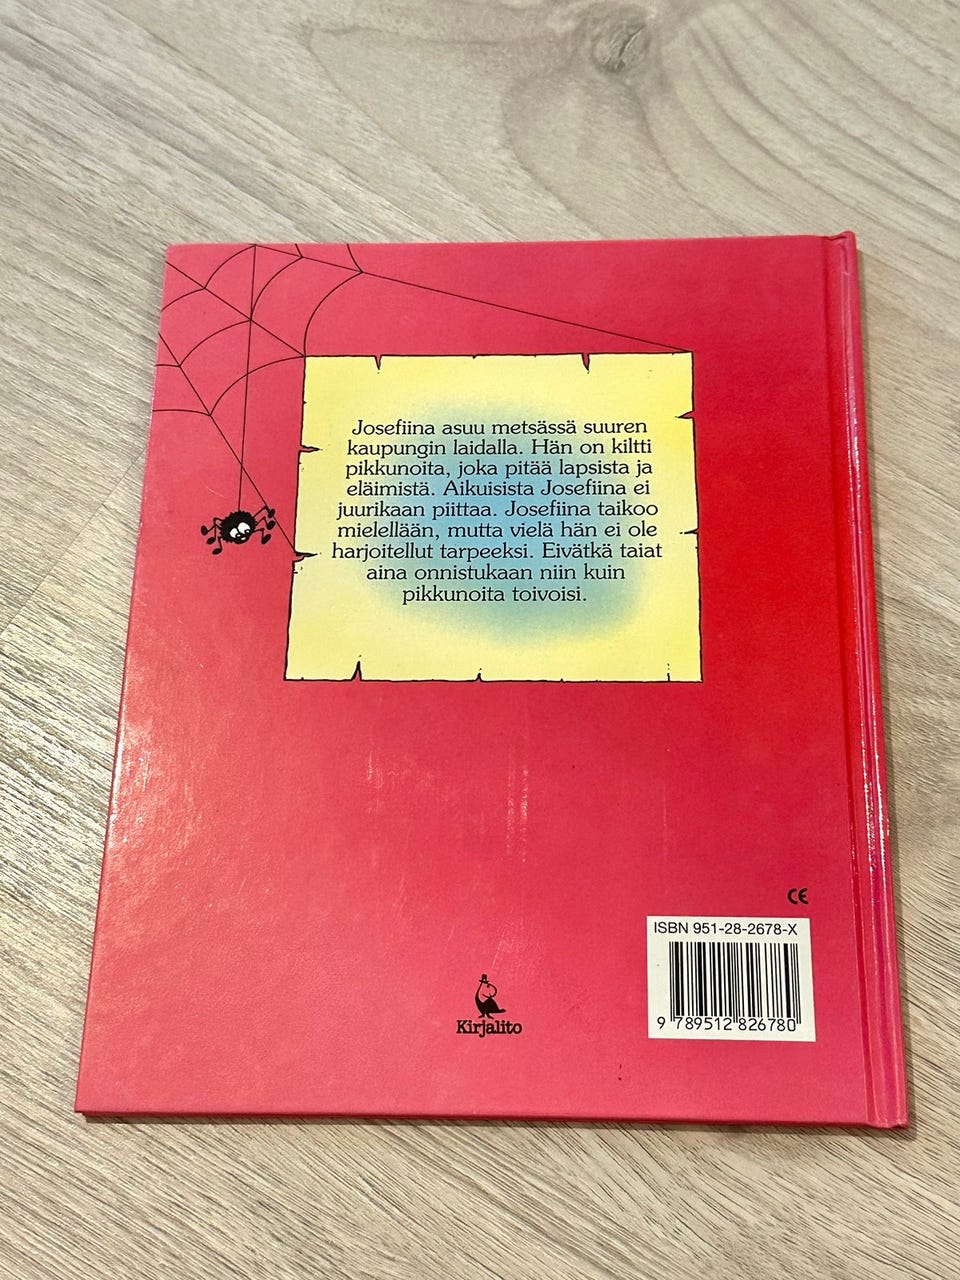 Josefiina asuu metsässä suuren
kaupungin laidalla. Hän on kiltti
pikkunoita, joka pitää lapsista ja
eläimistä. Aikuisista Josefiina ei
juurikaan piittaa. Josefiina taikoo
mielellään, mutta vielä hän ei ole
harjoitellut tarpeeksi. Eivätkä taiat
aina onnistukaan niin kuin
pikkunoita toivoisi.
CE
ISBN 951-28-2678-X
9 789512 826780
Kirjalito